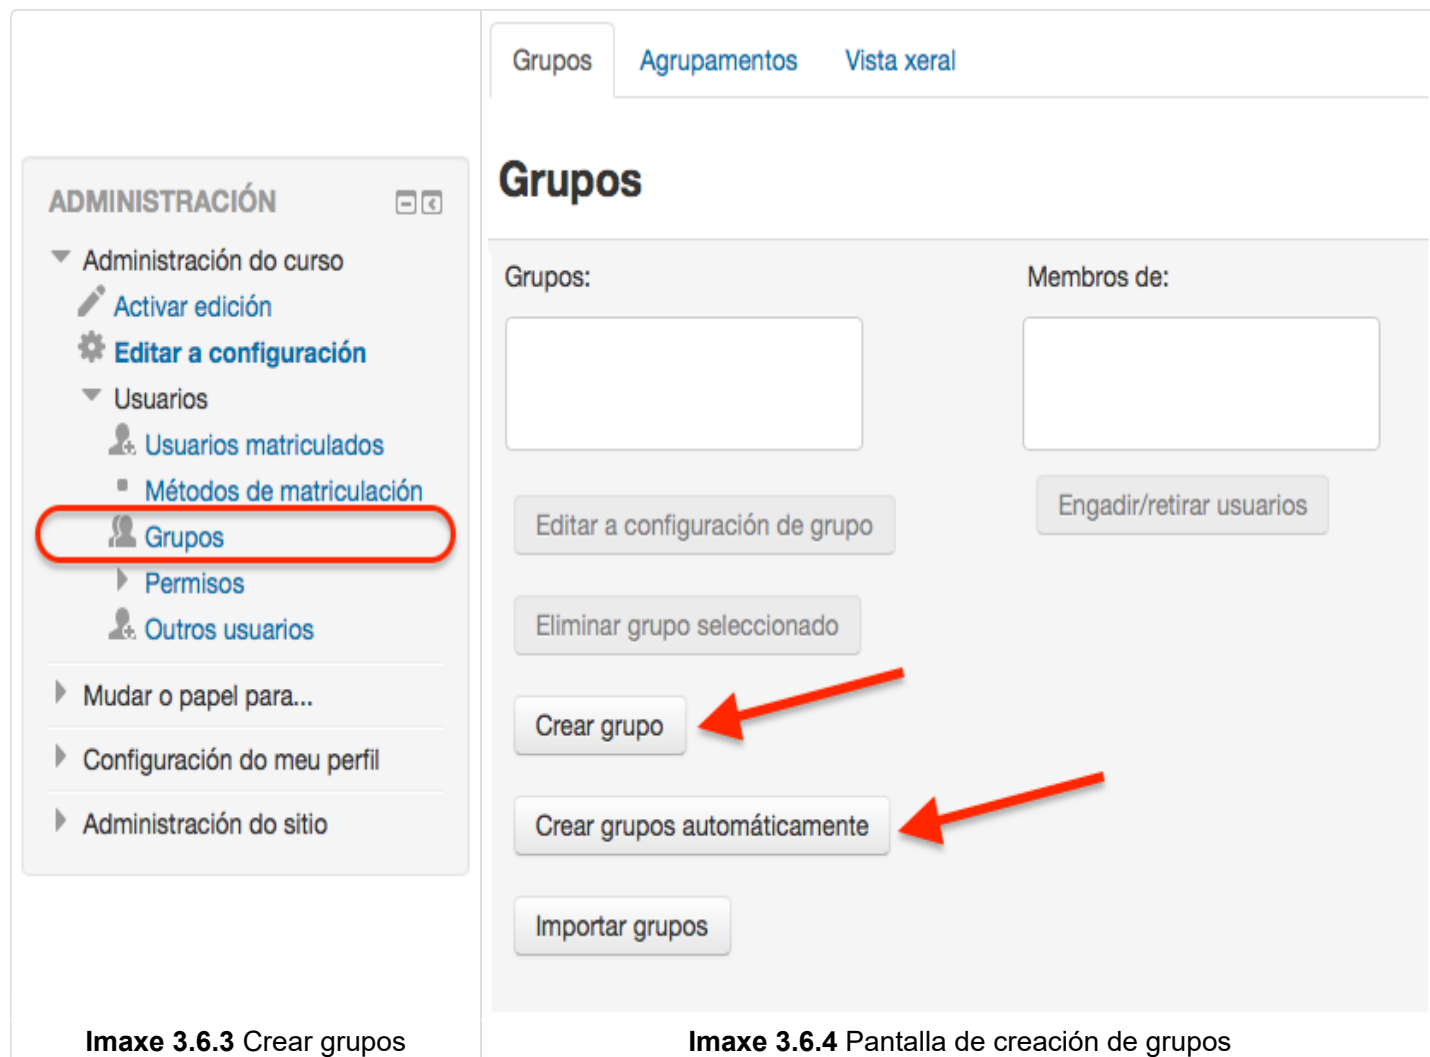 ADMINISTRACIÓN
Administración do curso
Activar edición
Editar a configuración
Usuarios
Usuarios matriculados
Métodos de matriculación
Grupos
Permisos
Outros usuarios
Mudar o papel para...
Configuración do meu perfil
Administración do sitio
Imaxe 3.6.3 Crear grupos
Grupos Agrupamentos Vista xeral
Grupos
Grupos: Membros de:
Editar a configuración de grupo Engadir/retirar usuarios
Eliminar grupo seleccionado
Crear grupo
Crear grupos automáticamente
Importar grupos
Imaxe 3.6.4 Pantalla de creación de grupos